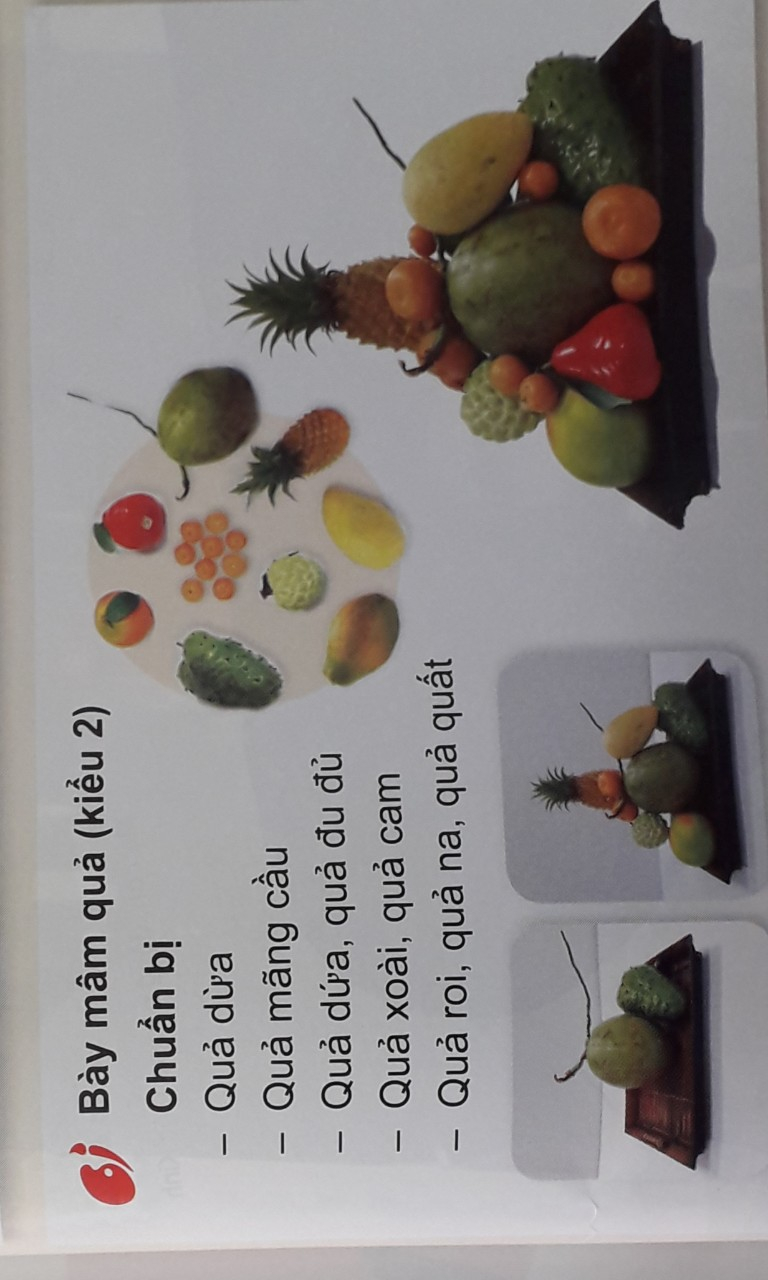 Bày mâm quả (kiểu 2)
Chuẩn bị
– Quả dừa
– Quả mãng cầu
– Quả dứa, quả đu đủ
– Quả xoài, quả cam
– Quả roi, quả na, quả quất